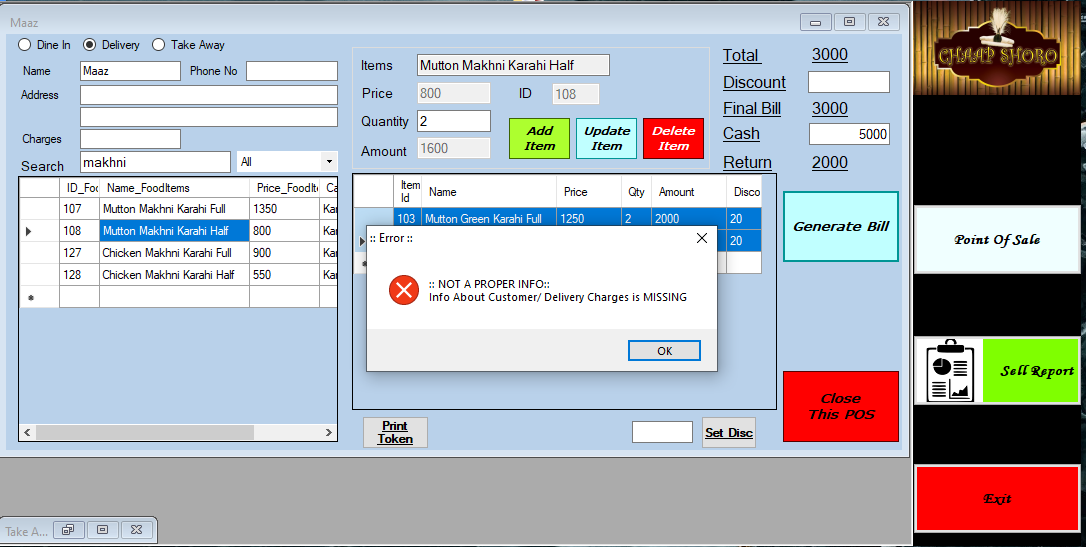 Maaz
Dine In Delivery Take Away
Name Maaz Phone No
Address
Charges
Search makhni All
ID_Foo Name_FoodItems Price_FoodIte Ca
107 Mutton Makhni Karahi Full 1350 Kar
108 Mutton Makhni Karahi Half 800 Kar
127 Chicken Makhni Karahi Full 900 Kar
128 Chicken Makhni Karahi Half 550 Kar
Items Mutton Makhni Karahi Half
Price 800 ID 108
Quantity 2
Amount 1600
Add Item
Update Item
Delete Item
Total 3000
Discount
Final Bill 3000
Cash 5000
Return 2000
Item Id Name Price Qty Amount Disco
103 Mutton Green Karahi Full 1250 2 2000 20
20
:: Error ::
:: NOT A PROPER INFO::
Info About Customer/ Delivery Charges is MISSING
OK
Generate Bill
Close
This POS
Print
Token
Set Disc
Take A...
CHAAP SHORO
Point Of Sale
Sell Report
Exit